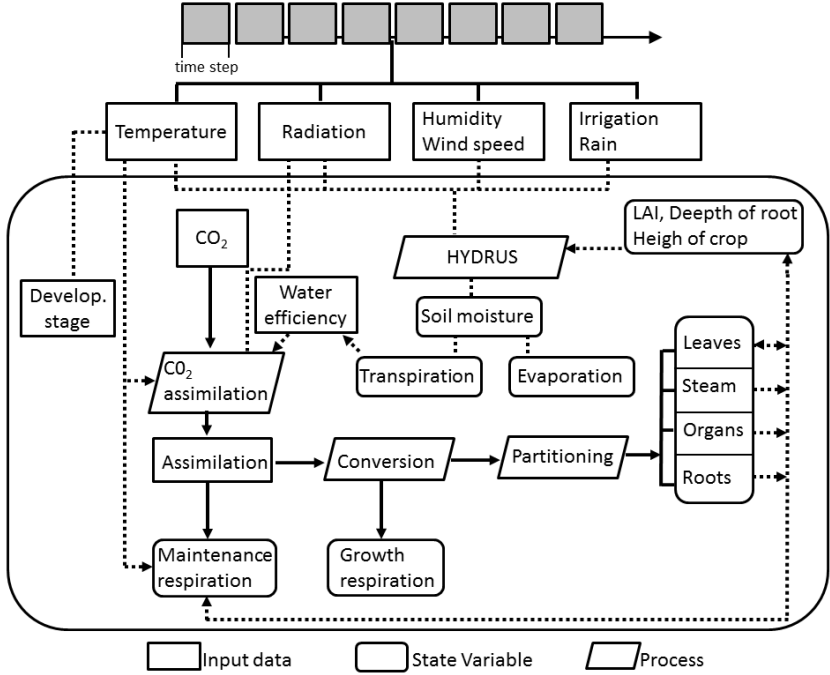 time step
Temperature
Radiation
Humidity
Wind speed
Irrigation
Rain
LAI, Deepth of root
Heigh of crop
CO₂
HYDRUS
Develop.
stage
Water
efficiency
Soil moisture
Leaves
C0₂
assimilation
Transpiration
Evaporation
Steam
Organs
Assimilation
Conversion
Partitioning
Roots
Maintenance
respiration
Growth
respiration
Input data
State Variable
Process